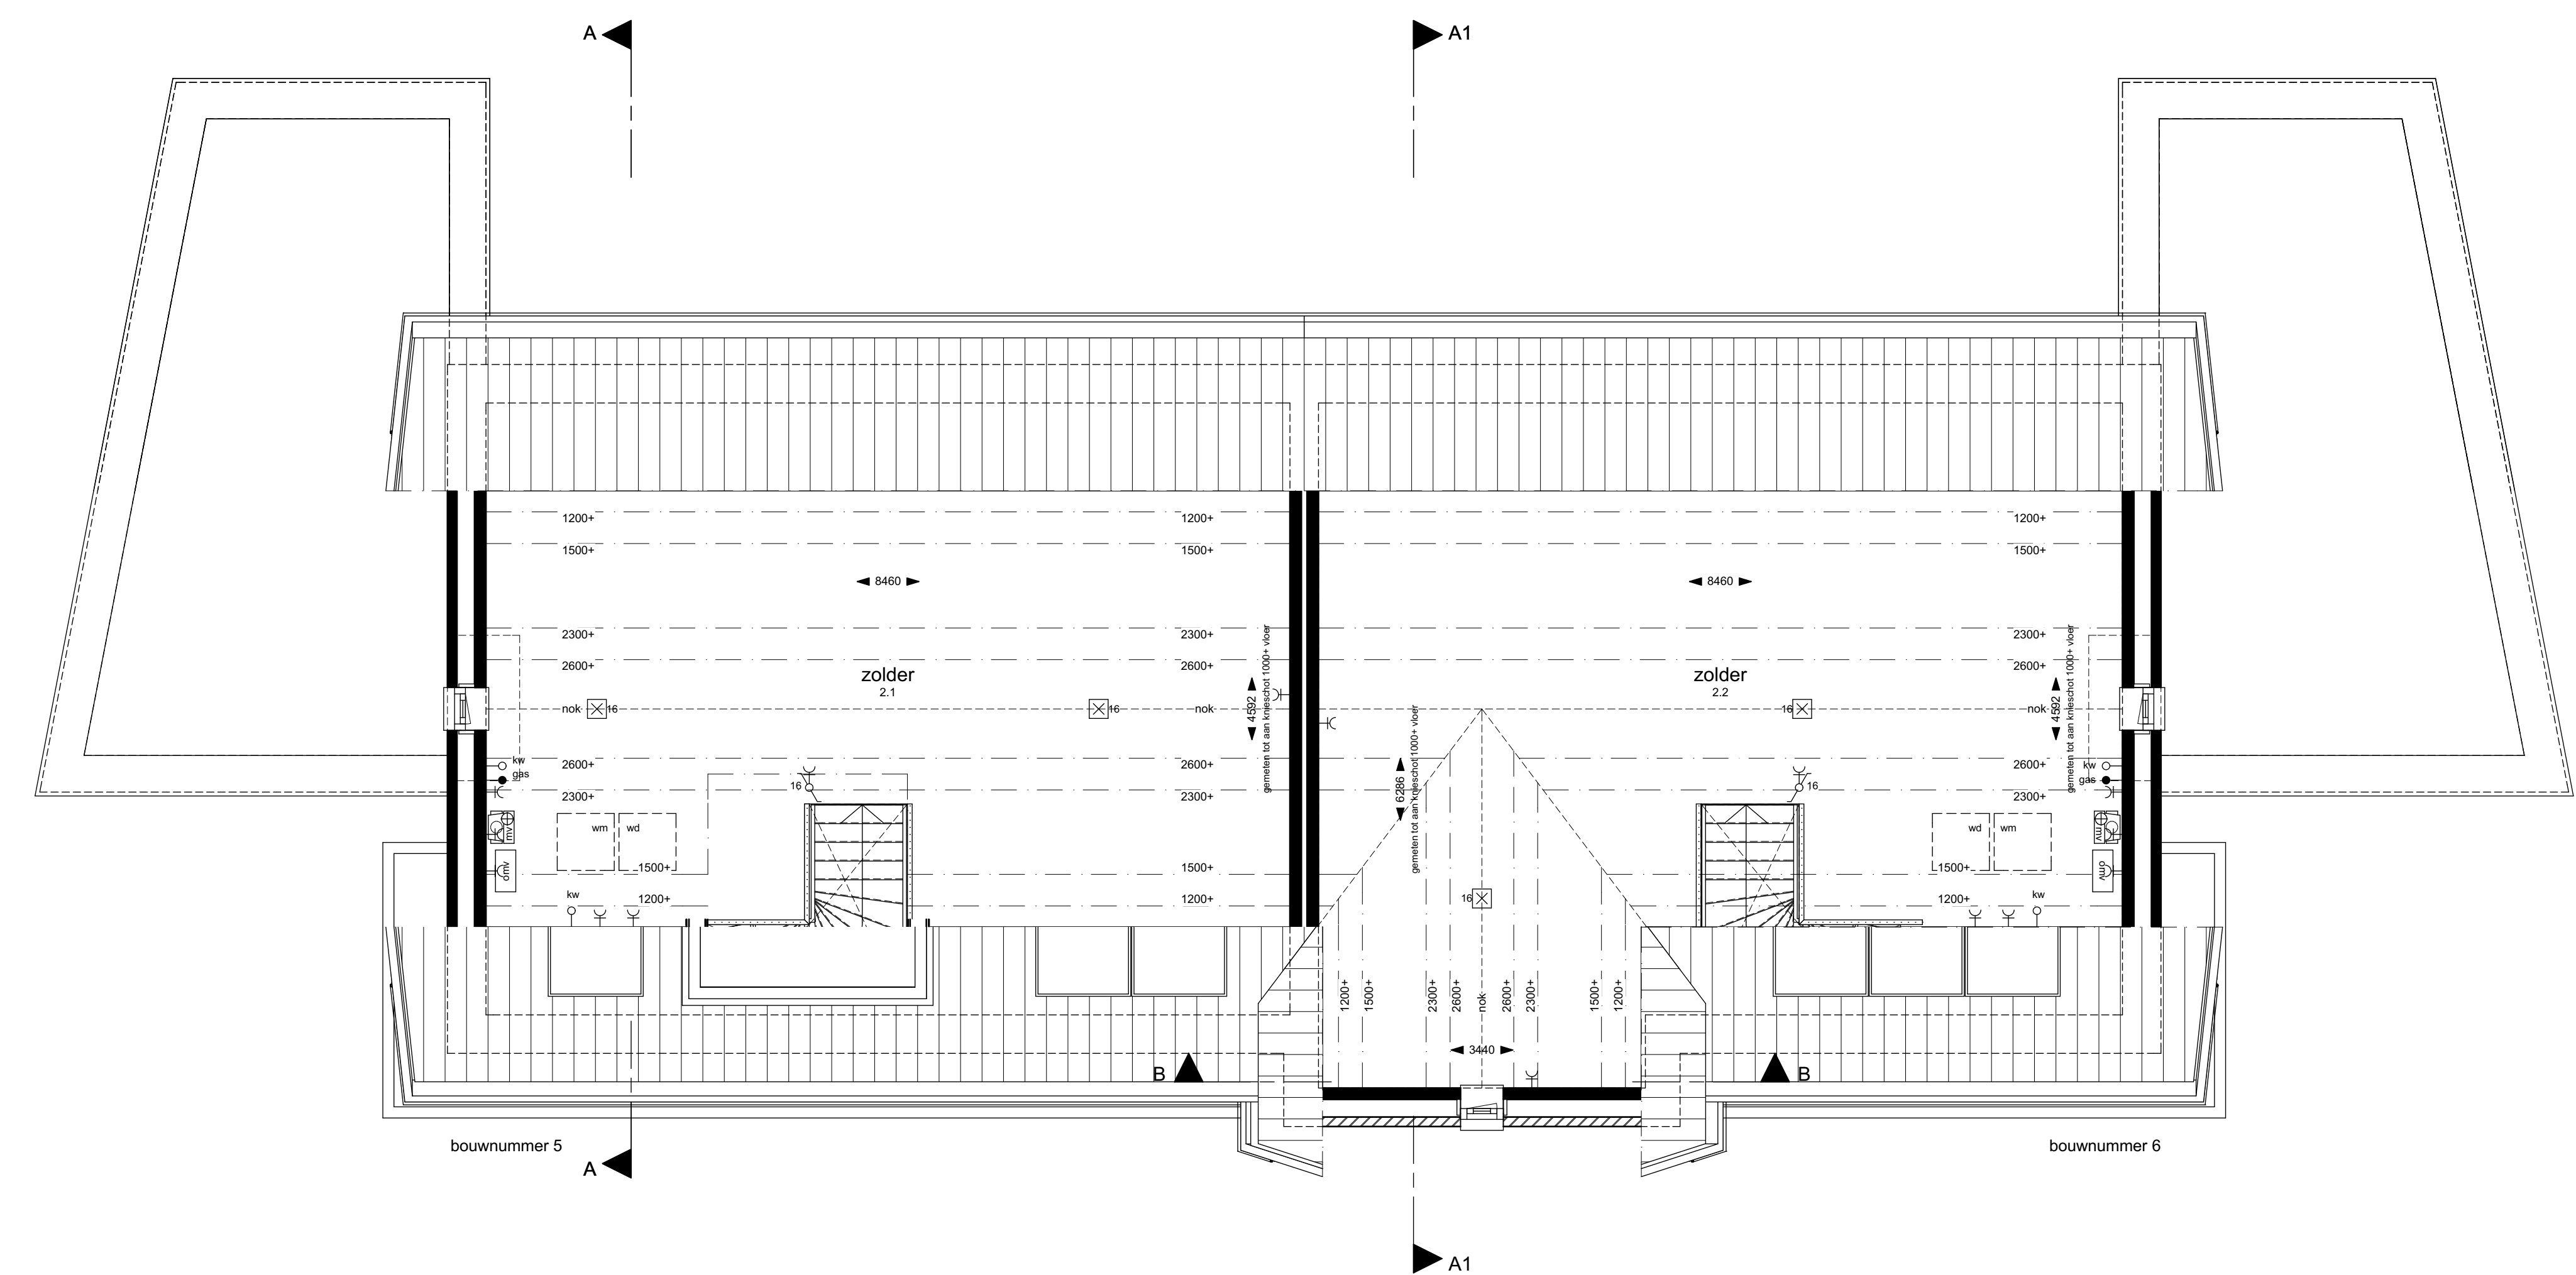 A
A1
1200+
1200+
1200+
1500+
1500+
1500+
8460
8460
2300+
2300+
2300+
2600+
2600+
2600+
zolder
2.1
zolder
2.2
4592
gemeten tot aan knieschot 1000+ vloer
4592
gemeten tot aan knieschot 1000+ vloer
nok
16
16
nok
16
nok
6286
gemeten tot aan knieschot 1000+ vloer
kw
gas
2600+
2600+
kw
gas
2600+
16
16
2300+
2300+
2300+
mv
wm
wd
wd
wm
mv
omv
1500+
1500+
1500+
omv
kw
1200+
1200+
16
1200+
kw
1200+
1500+
2300+
2600+
nok
2600+
2300+
1500+
1200+
3440
B
B
bouwnummer 5
bouwnummer 6
A
A1